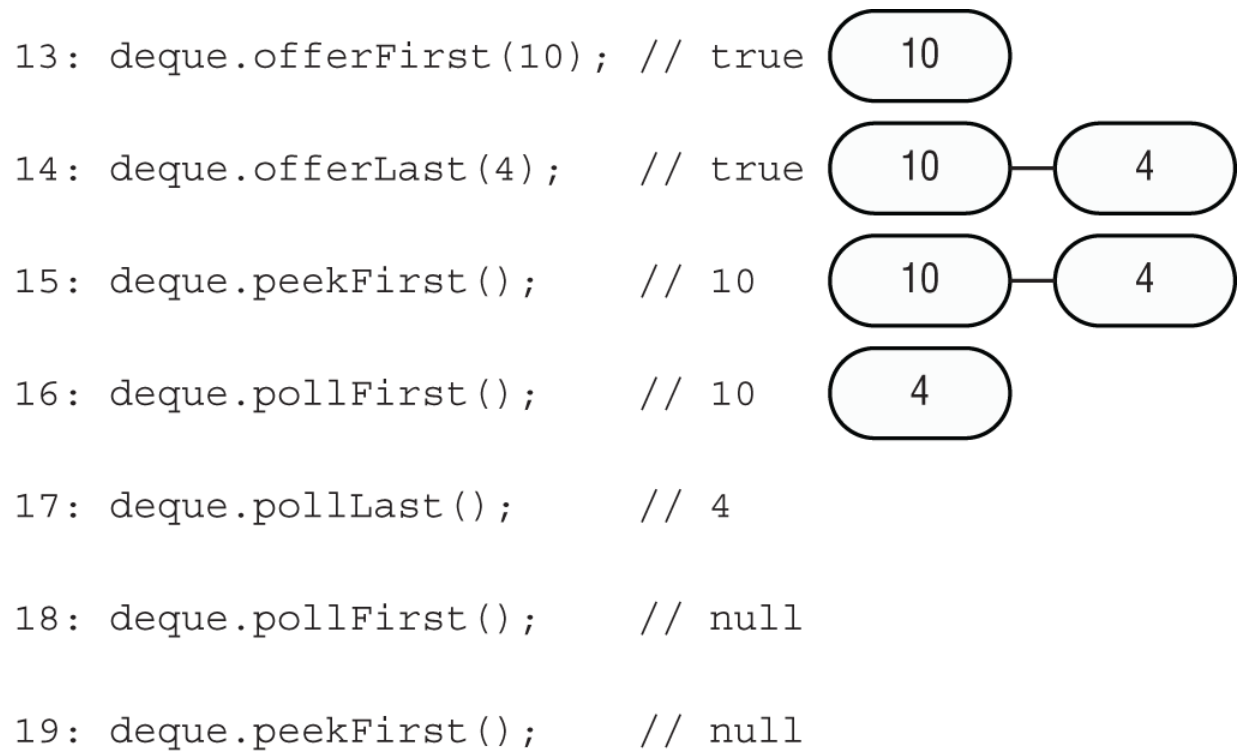 13: deque.offerFirst(10); // true 10
14: deque.offerLast(4); // true 10 4
15: deque.peekFirst(); // 10 10 4
16: deque.pollFirst(); // 10 4
17: deque.pollLast(); // 4
18: deque.pollFirst(); // null
19: deque.peekFirst(); // null